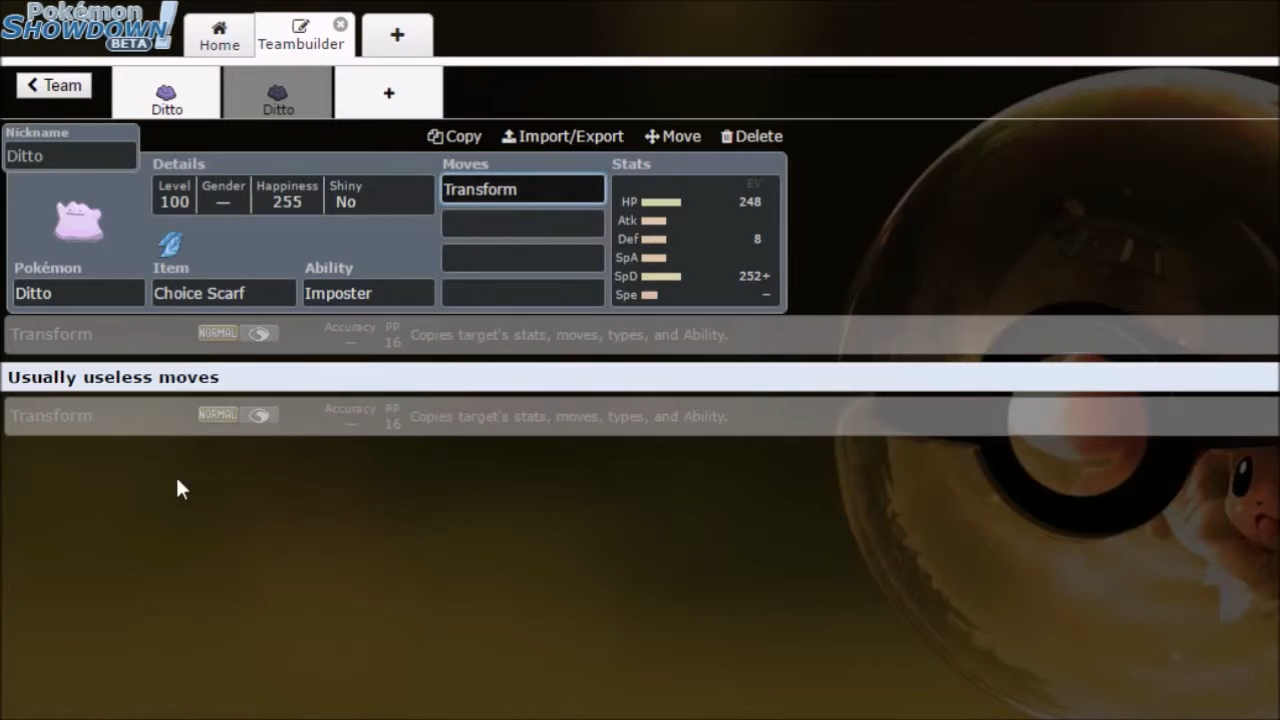 Pokémon
SHOWDOWN!
BETA
Home
Teambuilder
+
Team
Ditto
Ditto
+
Nickname
Ditto
Copy
Import/Export
Move
Delete
Details
Moves
Stats
Level
Gender
Happiness
Shiny
100
—
255
No
Transform
EV
HP 248
Atk
Def 8
SpA
SpD 252+
Spe –
Pokémon
Item
Ability
Ditto
Choice Scarf
Imposter
Transform NORMAL Accuracy — PP 16 Copies target's stats, moves, types, and Ability.
Usually useless moves
Transform NORMAL Accuracy — PP 16 Copies target's stats, moves, types, and Ability.